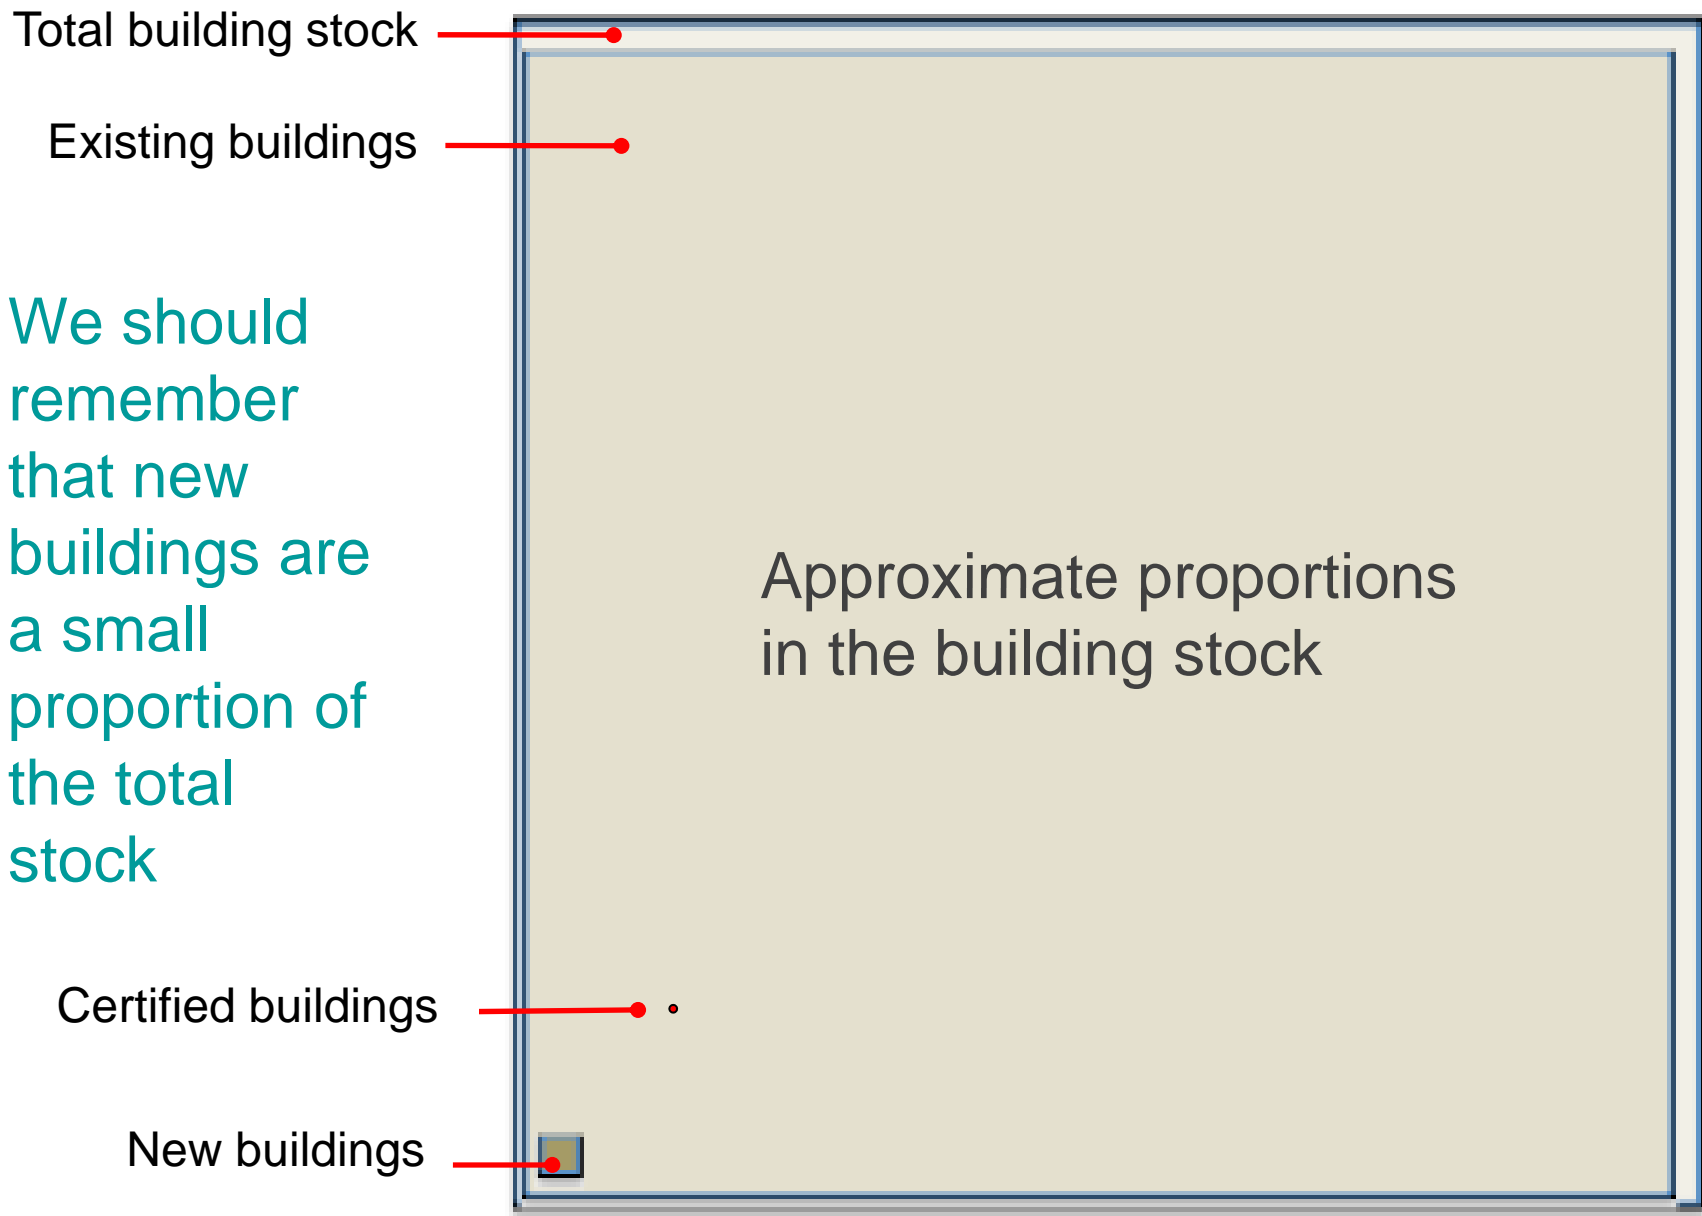 Total building stock
Existing buildings
We should
remember
that new
buildings are
a small
proportion of
the total
stock
Approximate proportions
in the building stock
Certified buildings
New buildings